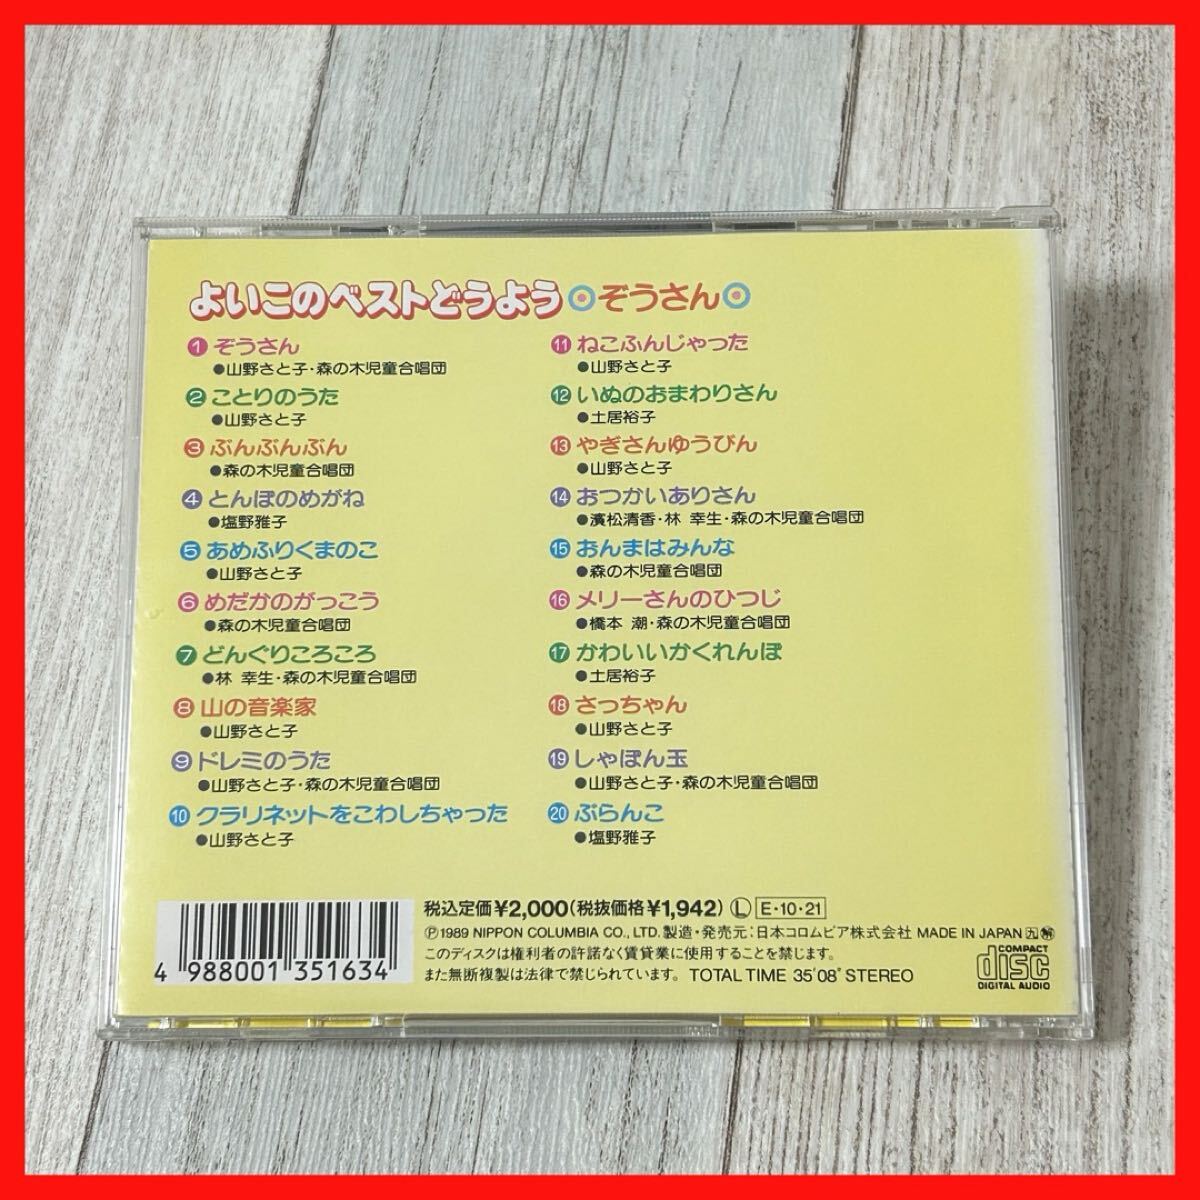 よいこのベストどうよう ぞうさん
1 ぞうさん
●山野さと子・森の木児童合唱団
2 ことりのうた
●山野さと子
3 ぶんぶんぶん
●森の木児童合唱団
4 とんぼのめがね
●塩野雅子
5 あめふりくまのこ
●山野さと子
6 めだかのがっこう
●森の木児童合唱団
7 どんぐりころころ
●林 幸生・森の木児童合唱団
8 山の音楽家
●山野さと子
9 ドレミのうた
●山野さと子・森の木児童合唱団
10 クラリネットをこわしちゃった
●山野さと子
11 ねこふんじゃった
●山野さと子
12 いぬのおまわりさん
●土居裕子
13 やぎさんゆうびん
●山野さと子
14 おつかいありさん
●濱松清香・林 幸生・森の木児童合唱団
15 おんまはみんな
●森の木児童合唱団
16 メリーさんのひつじ
●橋本 潮・森の木児童合唱団
17 かわいいかくれんぼ
●土居裕子
18 さっちゃん
●山野さと子
19 しゃぼん玉
●山野さと子・森の木児童合唱団
20 ぶらんこ
●塩野雅子
4 988001 351634
税込定価¥2,000(税抜価格¥1,942) Ⓛ E・10・21
Ⓟ1989 NIPPON COLUMBIA CO., LTD. 製造・発売元:日本コロムビア株式会社 MADE IN JAPAN
このディスクは権利者の許諾なく賃貸業に使用することを禁じます。
また無断複製は法律で禁じられています。 TOTAL TIME 35'08" STEREO
COMPACT
disc
DIGITAL AUDIO